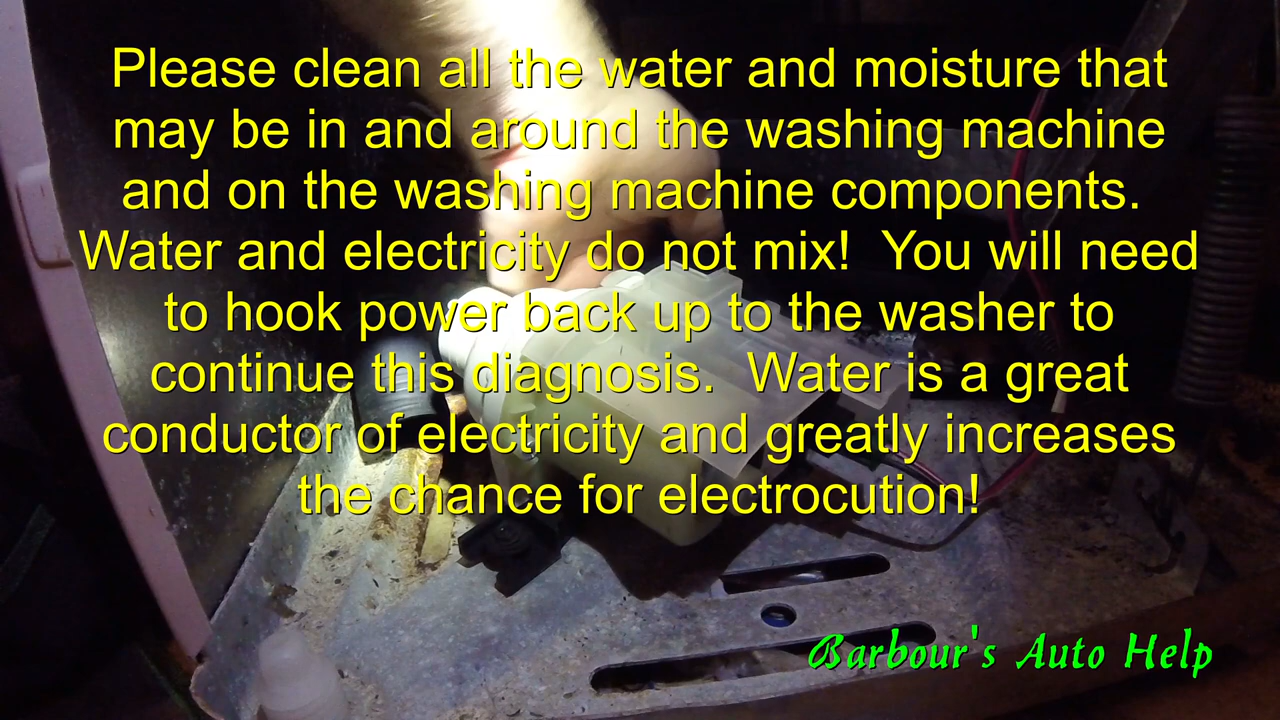 Please clean all the water and moisture that
may be in and around the washing machine
and on the washing machine components.
Water and electricity do not mix!  You will need
to hook power back up to the washer to
continue this diagnosis.  Water is a great
conductor of electricity and greatly increases
the chance for electrocution!
Barbour's Auto Help